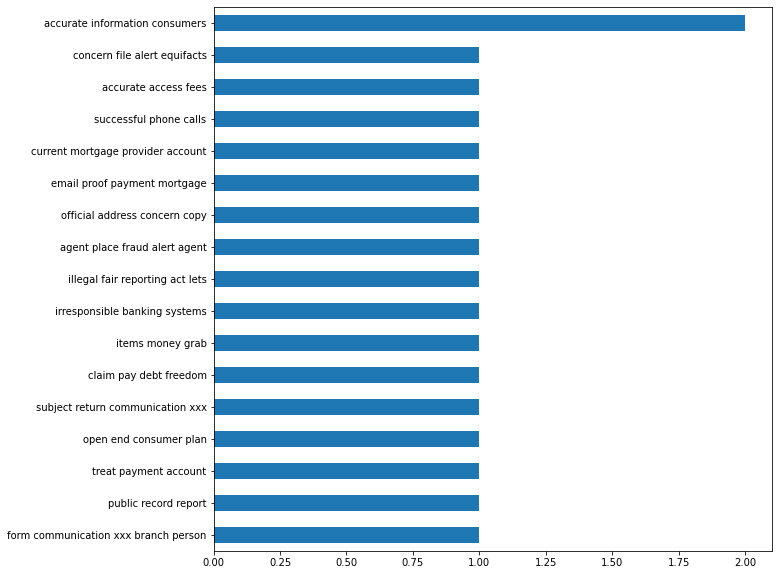 accurate information consumers
concern file alert equifacts
accurate access fees
successful phone calls
current mortgage provider account
email proof payment mortgage
official address concern copy
agent place fraud alert agent
illegal fair reporting act lets
irresponsible banking systems
items money grab
claim pay debt freedom
subject return communication xxx
open end consumer plan
treat payment account
public record report
form communication xxx branch person
0.00 0.25 0.50 0.75 1.00 1.25 1.50 1.75 2.00